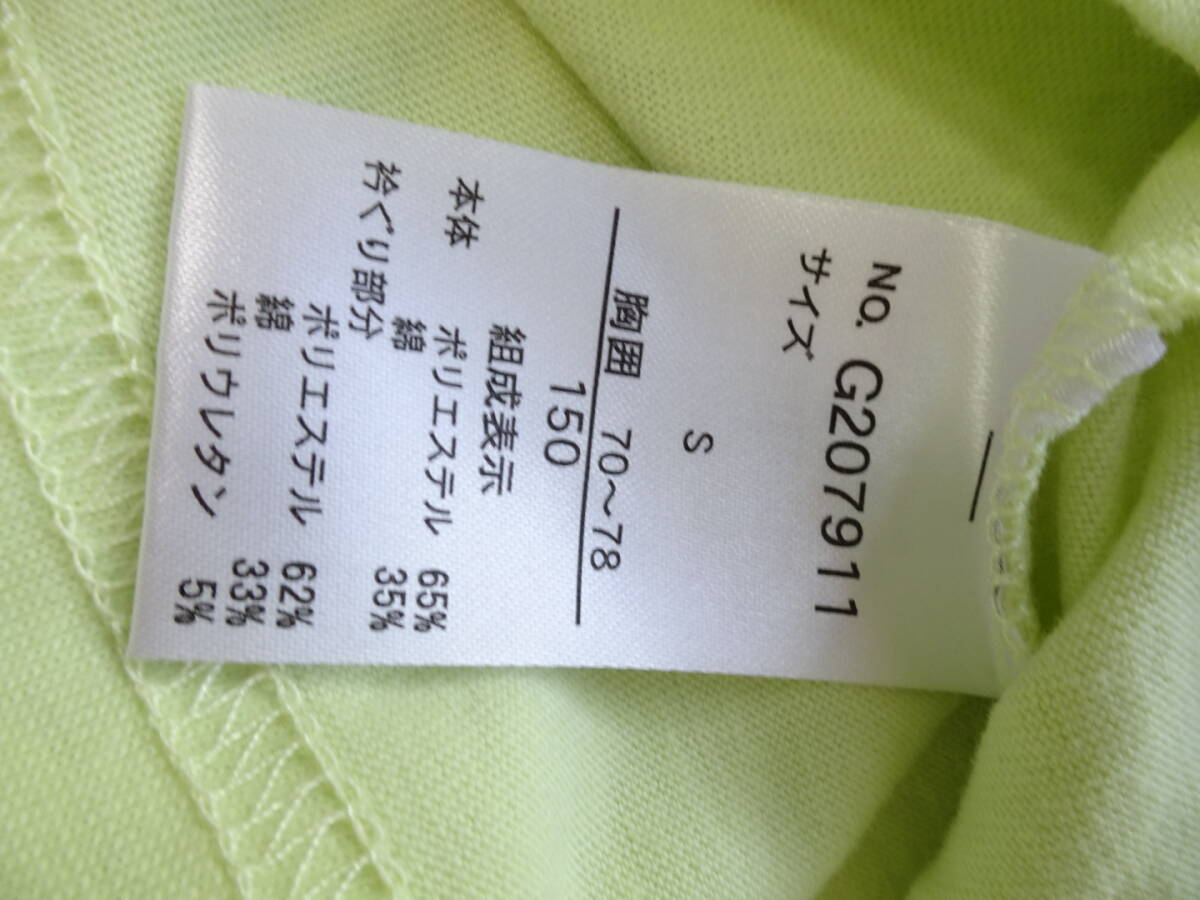 No. G207911
サイズ
S
胸囲 70~78
150
組成表示
本体
ポリエステル 65%
綿 35%
衿ぐり部分
ポリエステル 62%
綿 33%
ポリウレタン 5%